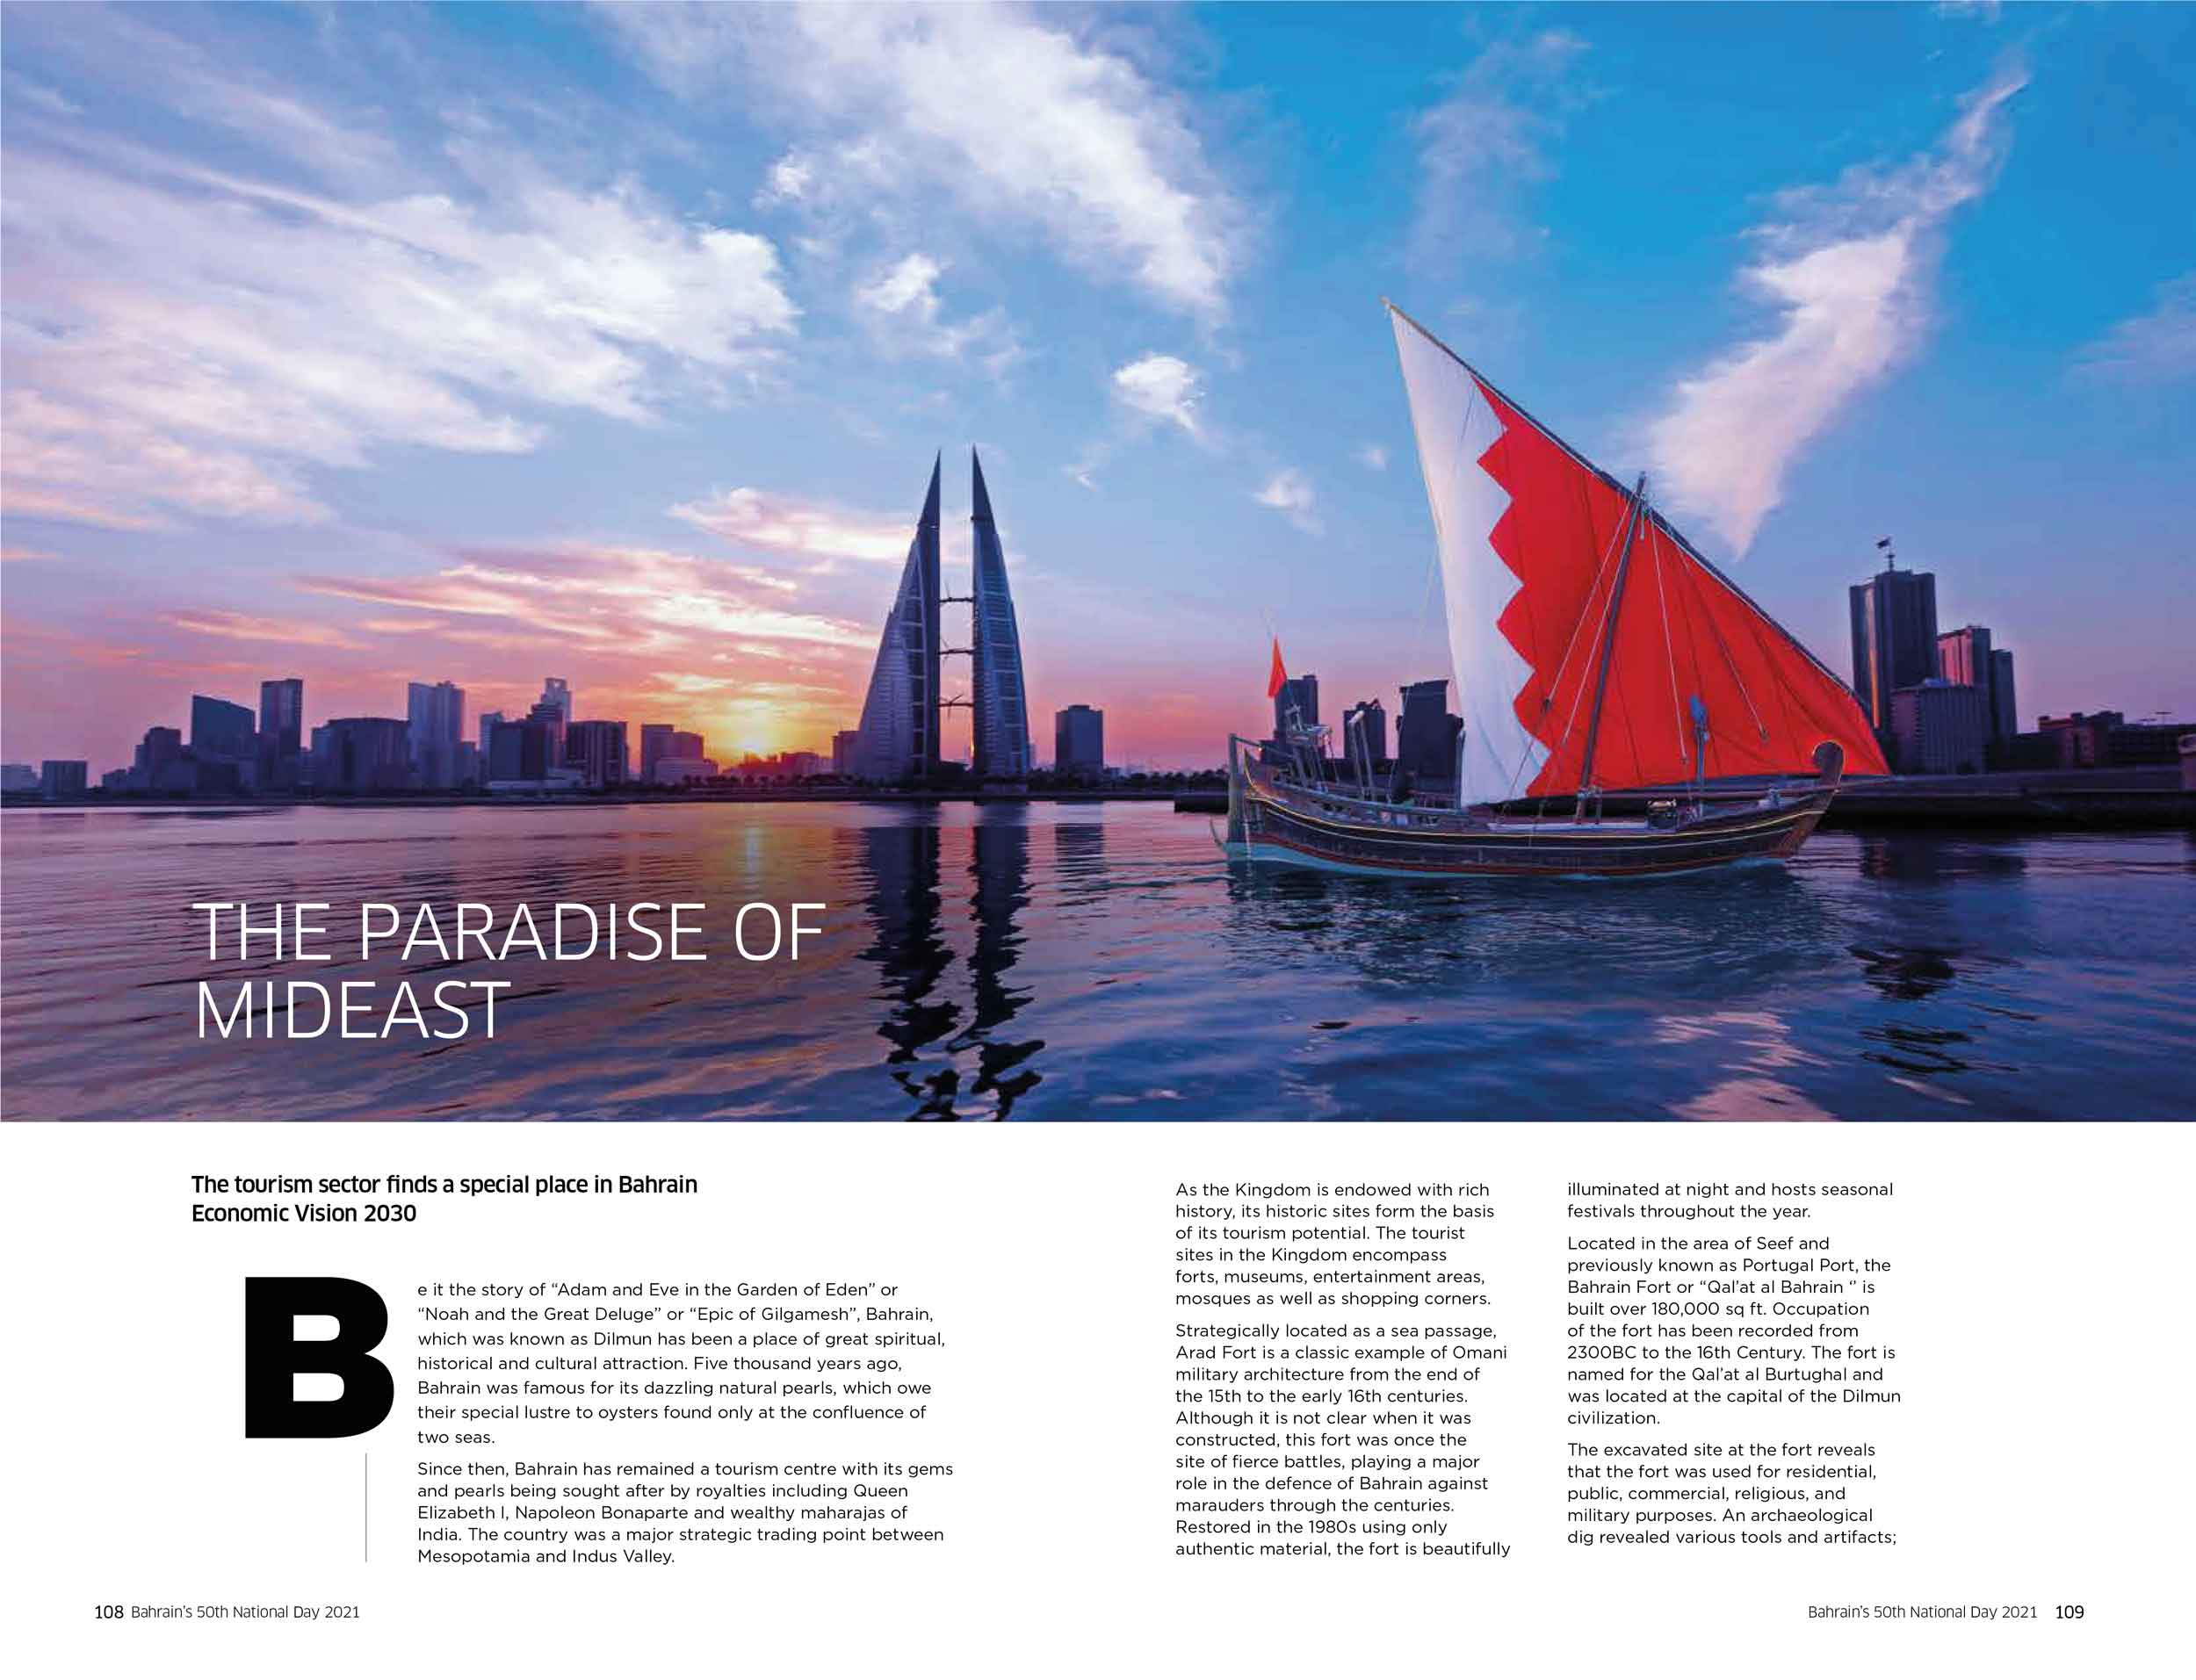 THE PARADISE OF
MIDEAST
The tourism sector finds a special place in Bahrain
Economic Vision 2030
B
e it the story of “Adam and Eve in the Garden of Eden” or
“Noah and the Great Deluge” or “Epic of Gilgamesh”, Bahrain,
which was known as Dilmun has been a place of great spiritual,
historical and cultural attraction. Five thousand years ago,
Bahrain was famous for its dazzling natural pearls, which owe
their special lustre to oysters found only at the confluence of
two seas.
Since then, Bahrain has remained a tourism centre with its gems
and pearls being sought after by royalties including Queen
Elizabeth I, Napoleon Bonaparte and wealthy maharajas of
India. The country was a major strategic trading point between
Mesopotamia and Indus Valley.
As the Kingdom is endowed with rich
history, its historic sites form the basis
of its tourism potential. The tourist
sites in the Kingdom encompass
forts, museums, entertainment areas,
mosques as well as shopping corners.
Strategically located as a sea passage,
Arad Fort is a classic example of Omani
military architecture from the end of
the 15th to the early 16th centuries.
Although it is not clear when it was
constructed, this fort was once the
site of fierce battles, playing a major
role in the defence of Bahrain against
marauders through the centuries.
Restored in the 1980s using only
authentic material, the fort is beautifully
illuminated at night and hosts seasonal
festivals throughout the year.
Located in the area of Seef and
previously known as Portugal Port, the
Bahrain Fort or “Qal’at al Bahrain ‘’ is
built over 180,000 sq ft. Occupation
of the fort has been recorded from
2300BC to the 16th Century. The fort is
named for the Qal’at al Burtughal and
was located at the capital of the Dilmun
civilization.
The excavated site at the fort reveals
that the fort was used for residential,
public, commercial, religious, and
military purposes. An archaeological
dig revealed various tools and artifacts;
108 Bahrain’s 50th National Day 2021
Bahrain’s 50th National Day 2021 109